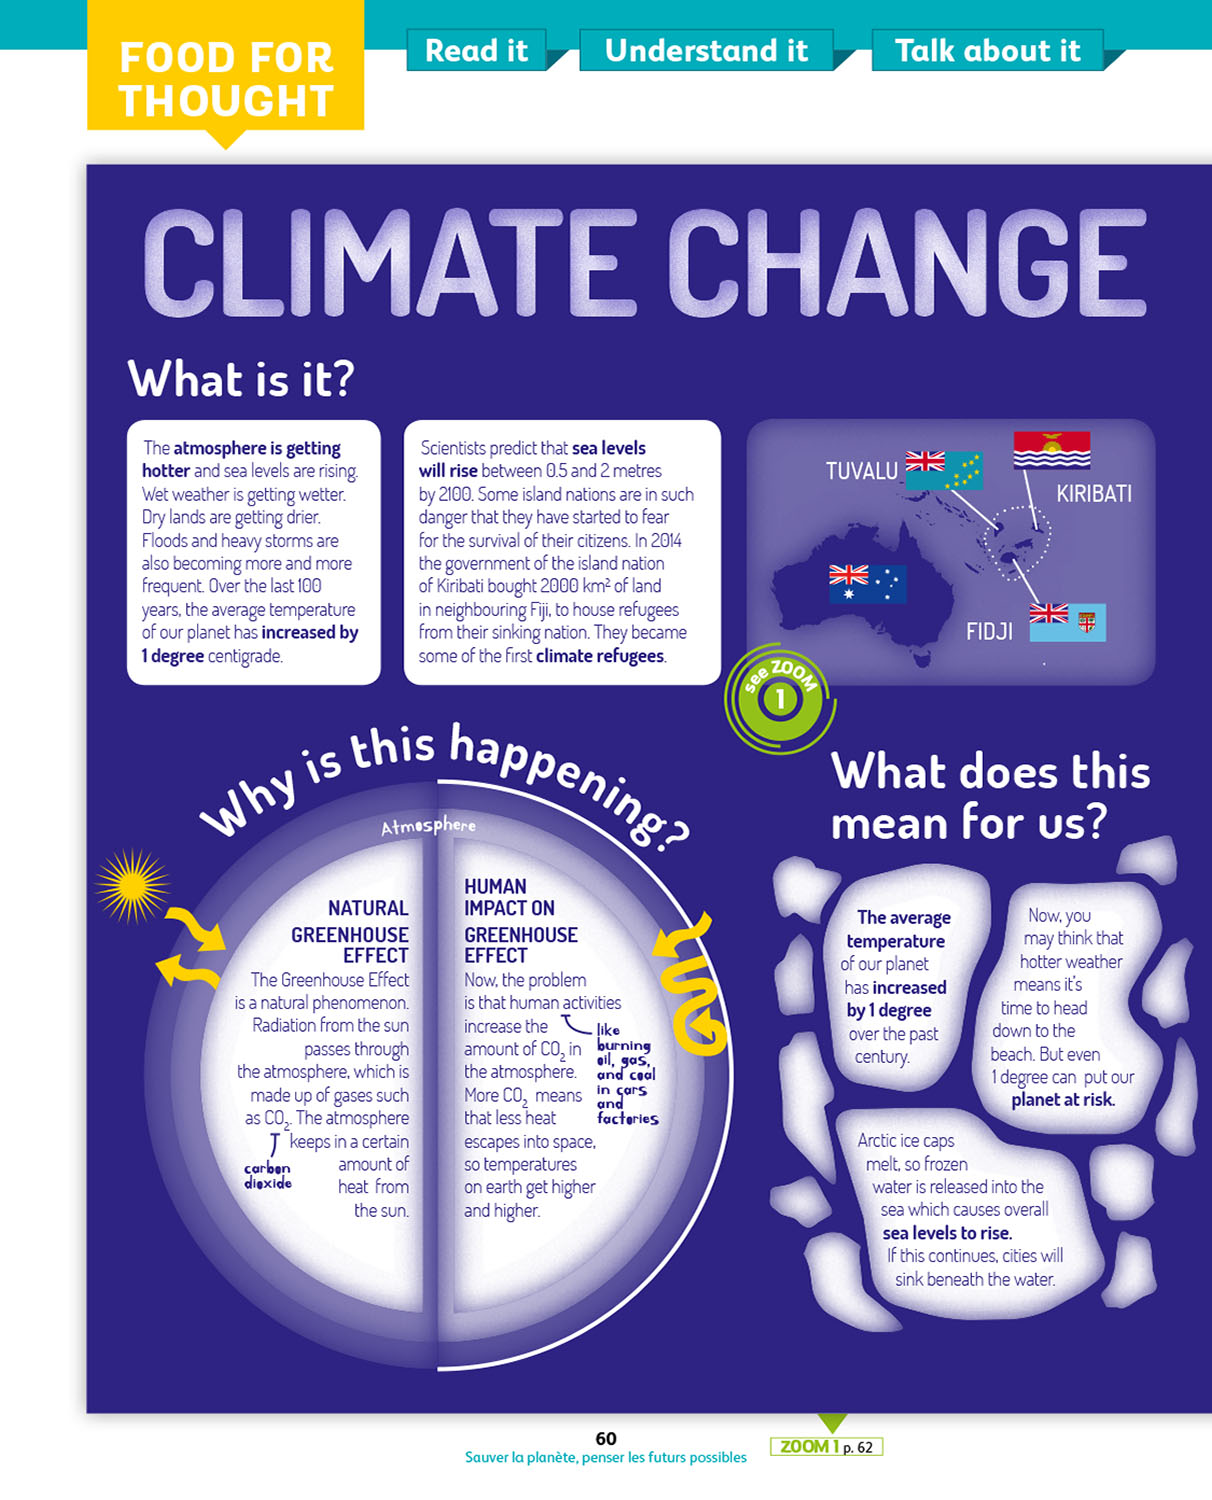 FOOD FOR
THOUGHT
Read it
Understand it
Talk about it
CLIMATE CHANGE
What is it?
The atmosphere is getting
hotter and sea levels are rising.
Wet weather is getting wetter.
Dry lands are getting drier.
Floods and heavy storms are
also becoming more and more
frequent. Over the last 100
years, the average temperature
of our planet has increased by
1 degree centigrade.
Scientists predict that sea levels
will rise between 0.5 and 2 metres
by 2100. Some island nations are in such
danger that they have started to fear
for the survival of their citizens. In 2014
the government of the island nation
of Kiribati bought 2000 km² of land
in neighbouring Fiji, to house refugees
from their sinking nation. They became
some of the first climate refugees.
TUVALU
KIRIBATI
FIDJI
see ZOOM
1
Why is this happening?
Atmosphere
NATURAL
GREENHOUSE
EFFECT
The Greenhouse Effect
is a natural phenomenon.
Radiation from the sun
passes through
the atmosphere, which is
made up of gases such
as CO₂. The atmosphere
keeps in a certain
amount of
heat from
the sun.
carbon
dioxide
HUMAN
IMPACT ON
GREENHOUSE
EFFECT
Now, the problem
is that human activities
increase the
amount of CO₂ in
the atmosphere.
More CO₂ means
that less heat
escapes into space,
so temperatures
on earth get higher
and higher.
like
burning
oil, gas,
and coal
in cars
and
factories
What does this
mean for us?
The average
temperature
of our planet
has increased
by 1 degree
over the past
century.
Now, you
may think that
hotter weather
means it's
time to head
down to the
beach. But even
1 degree can put our
planet at risk.
Arctic ice caps
melt, so frozen
water is released into the
sea which causes overall
sea levels to rise.
If this continues, cities will
sink beneath the water.
60
Sauver la planète, penser les futurs possibles
ZOOM 1 p. 62